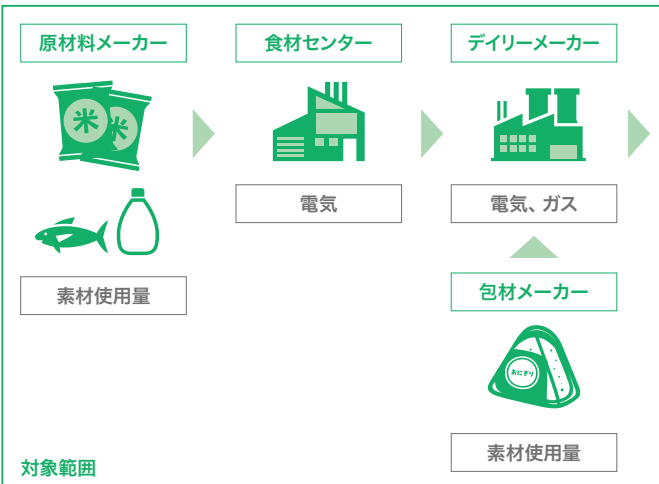 原材料メーカー
食材センター
デイリーメーカー
米
米
電気
電気、ガス
素材使用量
包材メーカー
おにぎり
素材使用量
対象範囲